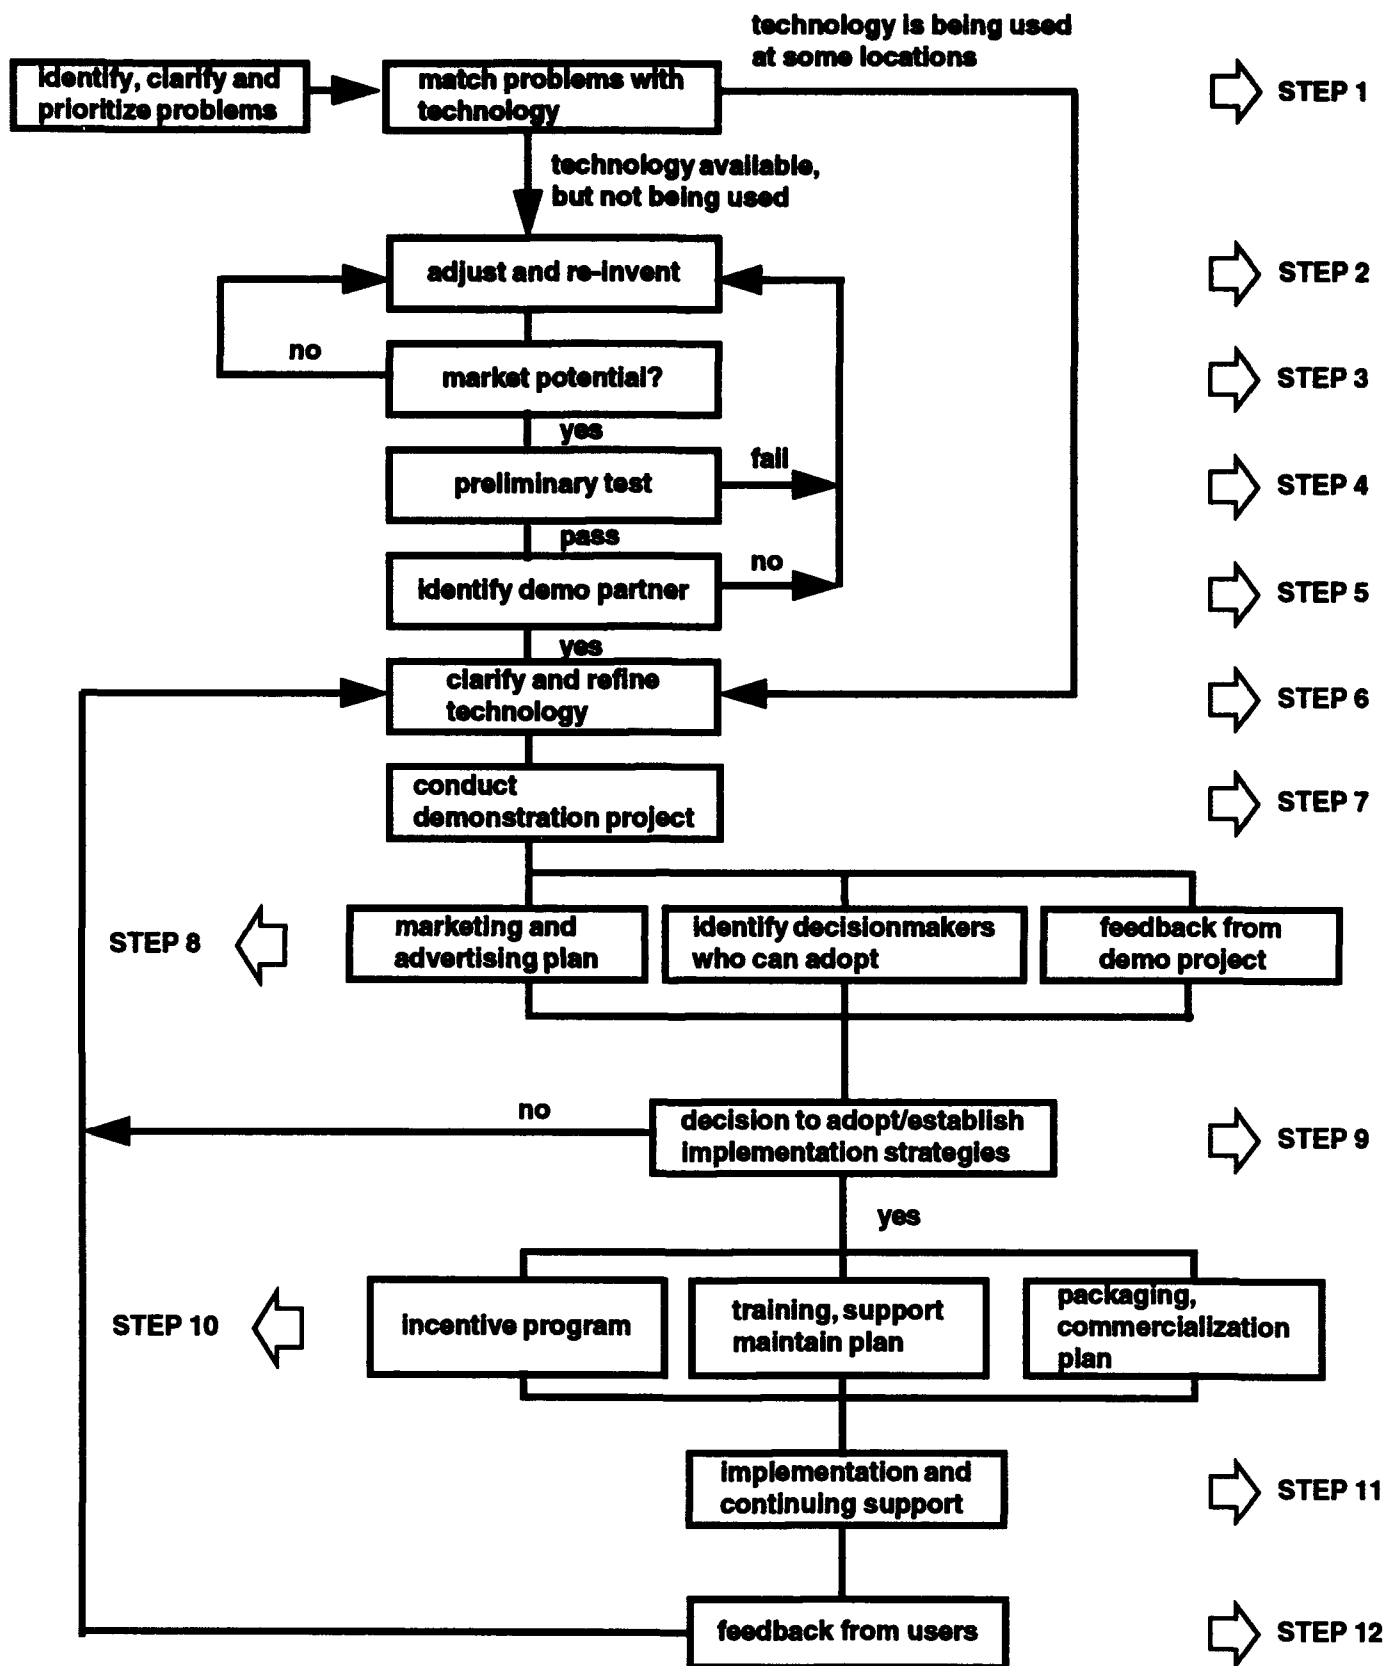 technology is being used
at some locations
identify, clarify and
prioritize problems
match problems with
technology
STEP 1
technology available,
but not being used
adjust and re-invent
STEP 2
no
market potential?
STEP 3
yes
fail
preliminary test
STEP 4
pass
no
identify demo partner
STEP 5
yes
clarify and refine
technology
STEP 6
conduct
demonstration project
STEP 7
STEP 8
marketing and
advertising plan
identify decisionmakers
who can adopt
feedback from
demo project
no
decision to adopt/establish
implementation strategies
STEP 9
yes
STEP 10
incentive program
training, support
maintain plan
packaging,
commercialization
plan
implementation and
continuing support
STEP 11
feedback from users
STEP 12